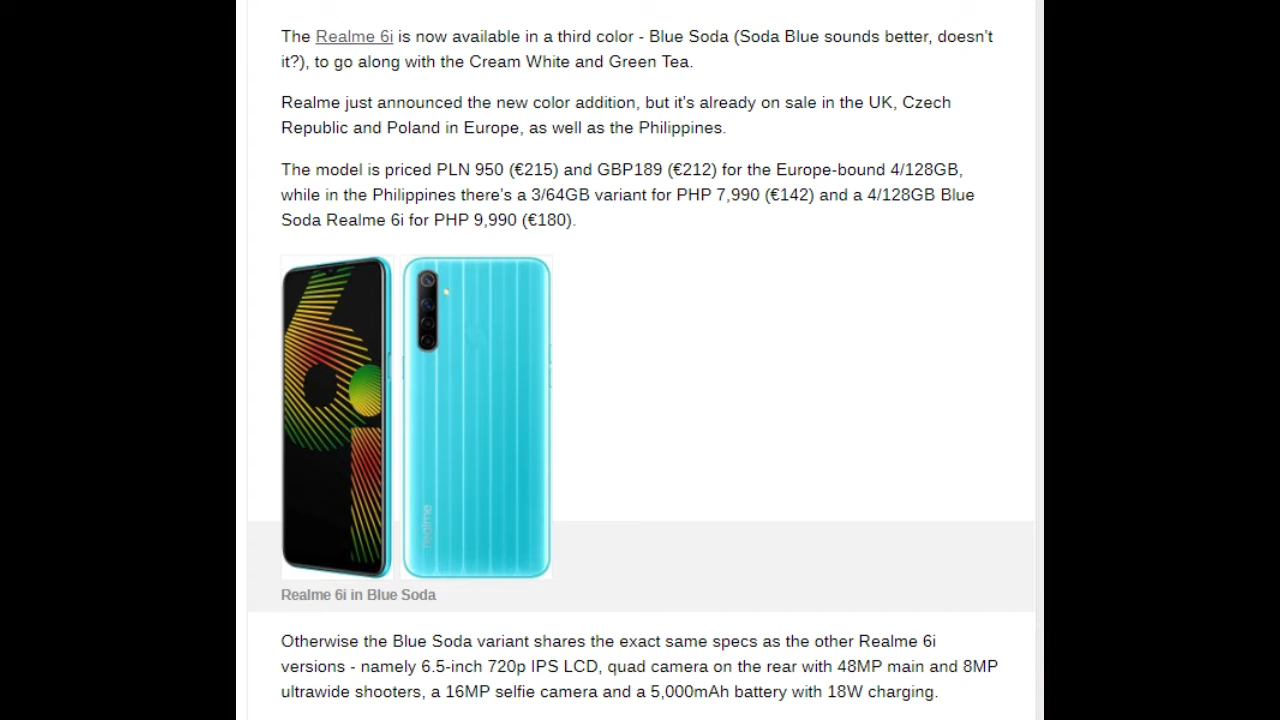 The Realme 6i is now available in a third color - Blue Soda (Soda Blue sounds better, doesn't
it?), to go along with the Cream White and Green Tea.
Realme just announced the new color addition, but it's already on sale in the UK, Czech
Republic and Poland in Europe, as well as the Philippines.
The model is priced PLN 950 (€215) and GBP189 (€212) for the Europe-bound 4/128GB,
while in the Philippines there's a 3/64GB variant for PHP 7,990 (€142) and a 4/128GB Blue
Soda Realme 6i for PHP 9,990 (€180).
realme
Realme 6i in Blue Soda
Otherwise the Blue Soda variant shares the exact same specs as the other Realme 6i
versions - namely 6.5-inch 720p IPS LCD, quad camera on the rear with 48MP main and 8MP
ultrawide shooters, a 16MP selfie camera and a 5,000mAh battery with 18W charging.